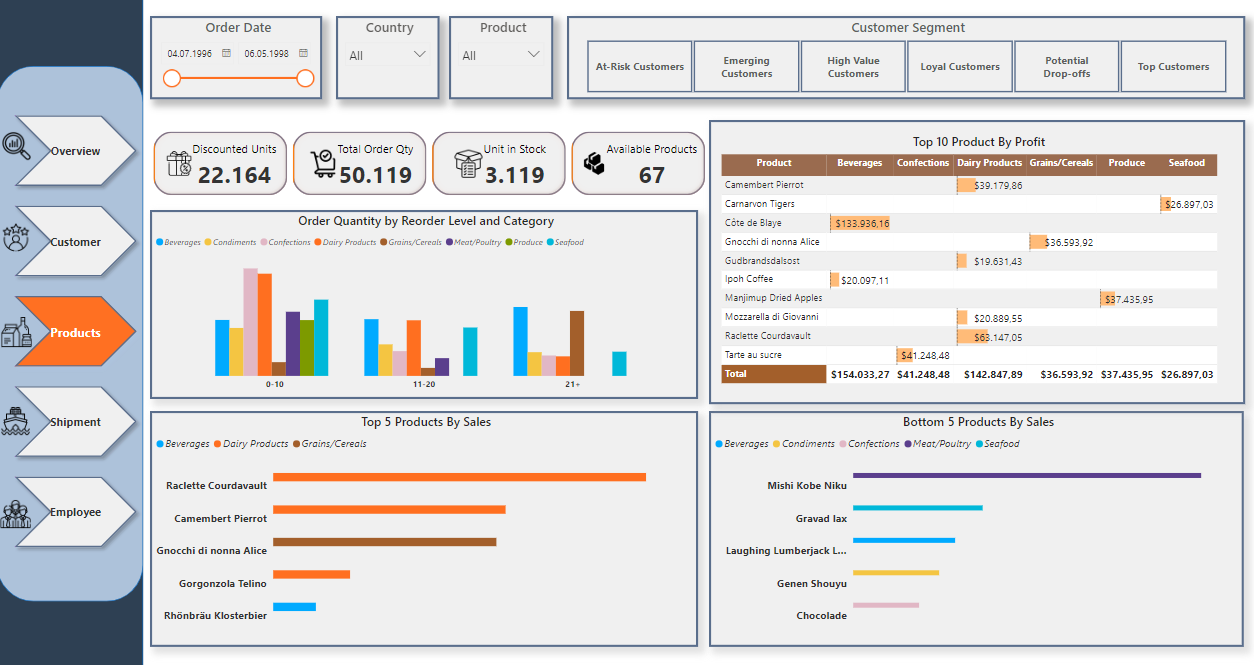 Order Date
04.07.1996 06.05.1998
Country
All
Product
All
Customer Segment
At-Risk Customers
Emerging
Customers
High Value
Customers
Loyal Customers
Potential
Drop-offs
Top Customers
Overview
Customer
Products
Shipment
Employee
Discounted Units
22.164
Total Order Qty
50.119
Unit in Stock
3.119
Available Products
67
Order Quantity by Reorder Level and Category
Beverages Condiments Confections Dairy Products Grains/Cereals Meat/Poultry Produce Seafood
0-10 11-20 21+
Top 10 Product By Profit
Product Beverages Confections Dairy Products Grains/Cereals Produce Seafood
Camembert Pierrot $39.179,86
Carnarvon Tigers $26.897,03
Côte de Blaye $133.936,16
Gnocchi di nonna Alice $36.593,92
Gudbrandsdalsost $19.631,43
Ipoh Coffee $20.097,11
Manjimup Dried Apples $37.435,95
Mozzarella di Giovanni $20.889,55
Raclette Courdavault $63.147,05
Tarte au sucre $41.248,48
Total $154.033,27 $41.248,48 $142.847,89 $36.593,92 $37.435,95 $26.897,03
Top 5 Products By Sales
Beverages Dairy Products Grains/Cereals
Raclette Courdavault
Camembert Pierrot
Gnocchi di nonna Alice
Gorgonzola Telino
Rhönbräu Klosterbier
Bottom 5 Products By Sales
Beverages Condiments Confections Meat/Poultry Seafood
Mishi Kobe Niku
Gravad lax
Laughing Lumberjack L...
Genen Shouyu
Chocolade